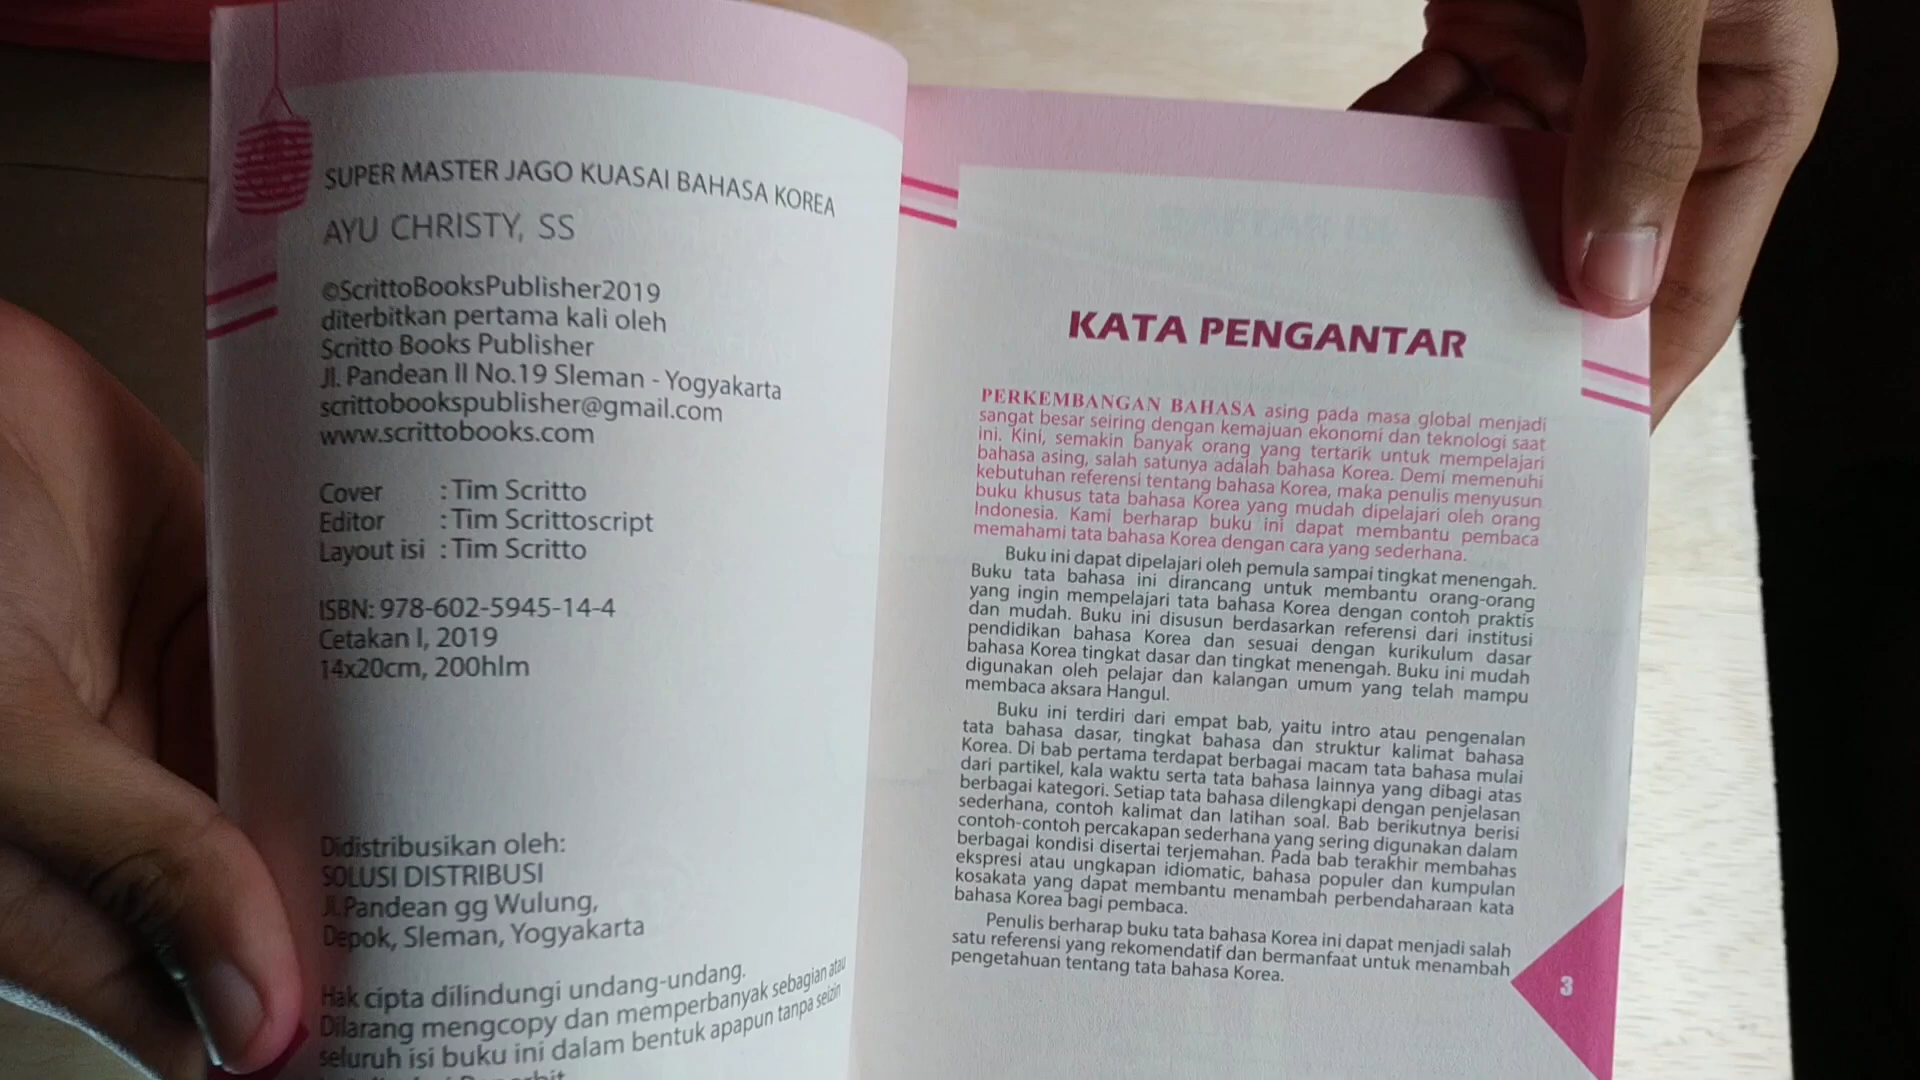 SUPER MASTER JAGO KUASAI BAHASA KOREA
AYU CHRISTY, SS
©ScrittoBooksPublisher2019
diterbitkan pertama kali oleh
Scritto Books Publisher
Jl. Pandean II No.19 Sleman - Yogyakarta
scrittobookspublisher@gmail.com
www.scrittobooks.com
Cover : Tim Scritto
Editor : Tim Scrittoscript
Layout isi : Tim Scritto
ISBN: 978-602-5945-14-4
Cetakan I, 2019
14x20cm, 200hlm
Didistribusikan oleh:
SOLUSI DISTRIBUSI
Jl.Pandean gg Wulung,
Depok, Sleman, Yogyakarta
Hak cipta dilindungi undang-undang.
Dilarang mengcopy dan memperbanyak sebagian atau
seluruh isi buku ini dalam bentuk apapun tanpa seizin
KATA PENGANTAR
PERKEMBANGAN BAHASA asing pada masa global menjadi
sangat besar seiring dengan kemajuan ekonomi dan teknologi saat
ini. Kini, semakin banyak orang yang tertarik untuk mempelajari
bahasa asing, salah satunya adalah bahasa Korea. Demi memenuhi
kebutuhan referensi tentang bahasa Korea, maka penulis menyusun
buku khusus tata bahasa Korea yang mudah dipelajari oleh orang
Indonesia. Kami berharap buku ini dapat membantu pembaca
memahami tata bahasa Korea dengan cara yang sederhana.
Buku ini dapat dipelajari oleh pemula sampai tingkat menengah.
Buku tata bahasa ini dirancang untuk membantu orang-orang
yang ingin mempelajari tata bahasa Korea dengan contoh praktis
dan mudah. Buku ini disusun berdasarkan referensi dari institusi
pendidikan bahasa Korea dan sesuai dengan kurikulum dasar
bahasa Korea tingkat dasar dan tingkat menengah. Buku ini mudah
digunakan oleh pelajar dan kalangan umum yang telah mampu
membaca aksara Hangul.
Buku ini terdiri dari empat bab, yaitu intro atau pengenalan
tata bahasa dasar, tingkat bahasa dan struktur kalimat bahasa
Korea. Di bab pertama terdapat berbagai macam tata bahasa mulai
dari partikel, kala waktu serta tata bahasa lainnya yang dibagi atas
berbagai kategori. Setiap tata bahasa dilengkapi dengan penjelasan
sederhana, contoh kalimat dan latihan soal. Bab berikutnya berisi
contoh-contoh percakapan sederhana yang sering digunakan dalam
berbagai kondisi disertai terjemahan. Pada bab terakhir membahas
ekspresi atau ungkapan idiomatic, bahasa populer dan kumpulan
kosakata yang dapat membantu menambah perbendaharaan kata
bahasa Korea bagi pembaca.
Penulis berharap buku tata bahasa Korea ini dapat menjadi salah
satu referensi yang rekomendatif dan bermanfaat untuk menambah
pengetahuan tentang tata bahasa Korea.
3